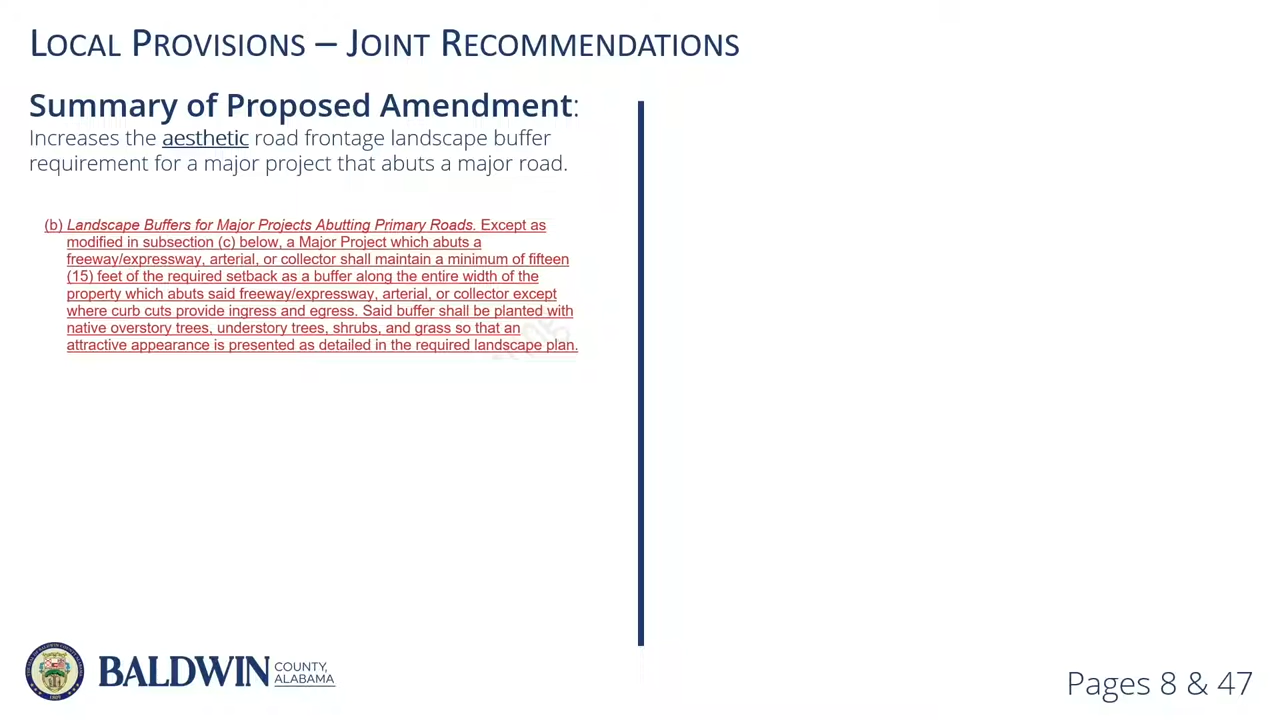 LOCAL PROVISIONS – JOINT RECOMMENDATIONS
Summary of Proposed Amendment:
Increases the aesthetic road frontage landscape buffer
requirement for a major project that abuts a major road.
(b) Landscape Buffers for Major Projects Abutting Primary Roads. Except as
modified in subsection (c) below, a Major Project which abuts a
freeway/expressway, arterial, or collector shall maintain a minimum of fifteen
(15) feet of the required setback as a buffer along the entire width of the
property which abuts said freeway/expressway, arterial, or collector except
where curb cuts provide ingress and egress. Said buffer shall be planted with
native overstory trees, understory trees, shrubs, and grass so that an
attractive appearance is presented as detailed in the required landscape plan.
BALDWIN COUNTY, ALABAMA
Pages 8 & 47